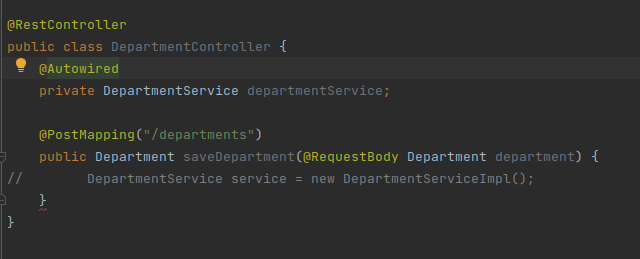 @RestController
public class DepartmentController {
    @Autowired
    private DepartmentService departmentService;
    @PostMapping("/departments")
    public Department saveDepartment(@RequestBody Department department) {
//        DepartmentService service = new DepartmentServiceImpl();
    }
}